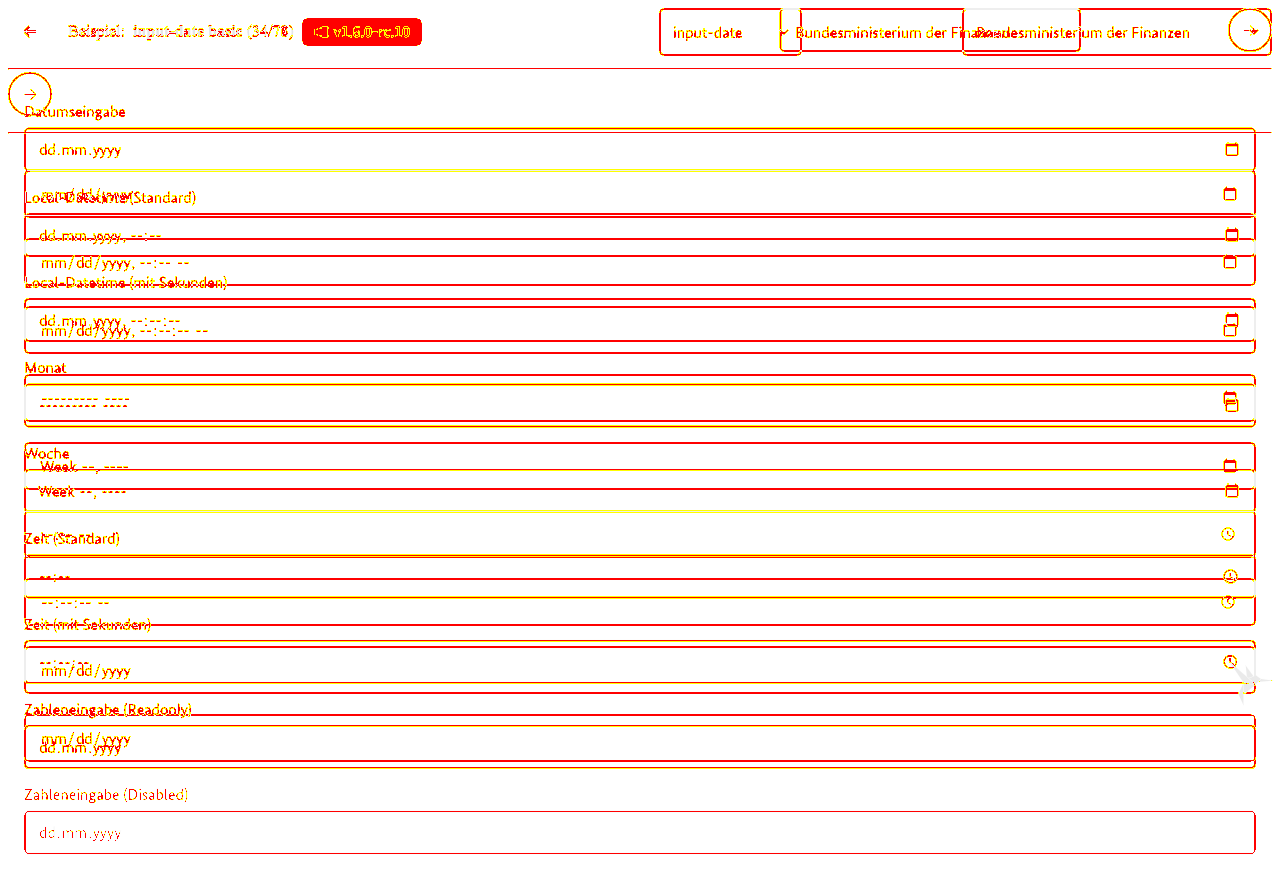 Beispiel: input-date basic (34/78) v1.6.0-rc.10 input-date Bundesministerium der Finanzen Bundesministerium der Finanzen
Datumseingabe
dd.mm.yyyy
mm/dd/yyyy
Local-Datetime (Standard)
dd.mm.yyyy, --:--
mm/dd/yyyy, --:-- --
Local-Datetime (mit Sekunden)
dd.mm.yyyy, --:--:--
mm/dd/yyyy, --:--:-- --
Monat
--------- ----
--------- ----
Woche
Week --, ----
Week --, ----
Zeit (Standard)
--:--
--:--:-- --
Zeit (mit Sekunden)
--:--:--
mm/dd/yyyy
Zahleneingabe (Readonly)
mm/dd/yyyy
dd.mm.yyyy
Zahleneingabe (Disabled)
dd.mm.yyyy